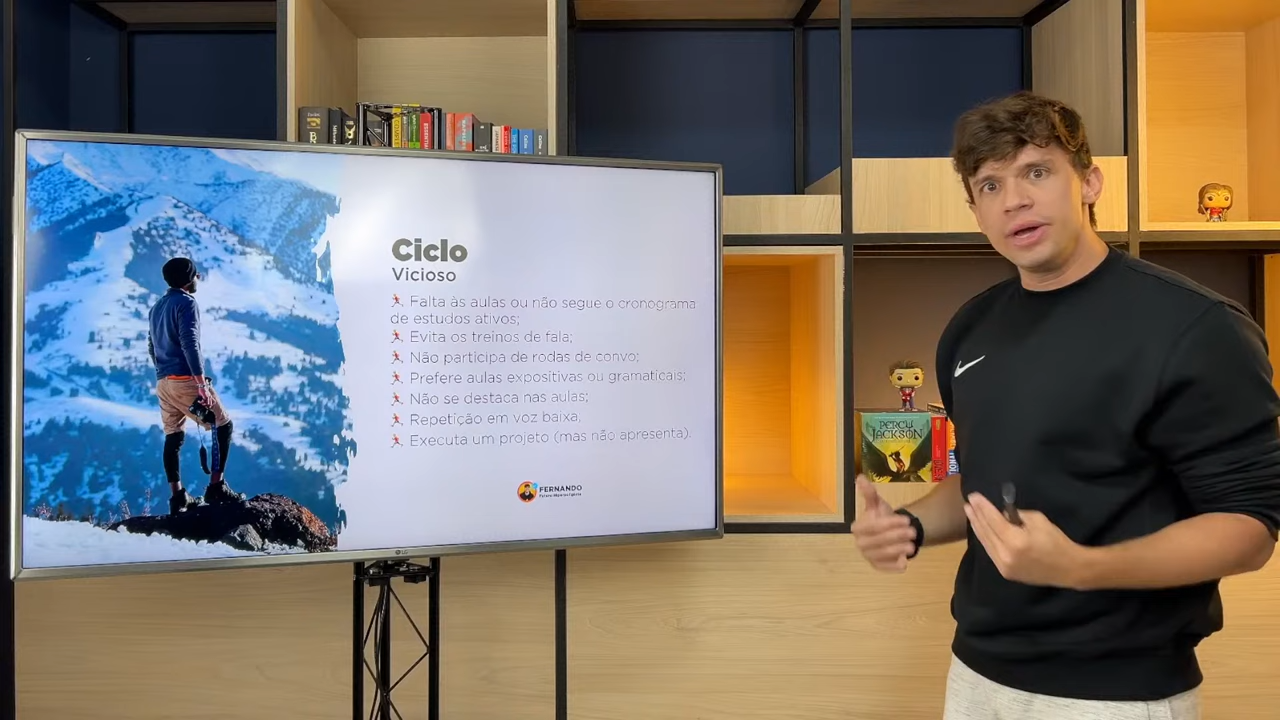 Ciclo
Vicioso
Falta às aulas ou não segue o cronograma
de estudos ativos;
Evita os treinos de fala;
Não participa de rodas de convo;
Prefere aulas expositivas ou gramaticais;
Não se destaca nas aulas;
Repetição em voz baixa;
Executa um projeto (mas não apresenta).
FERNANDO
LG
PERCY
JACKSON